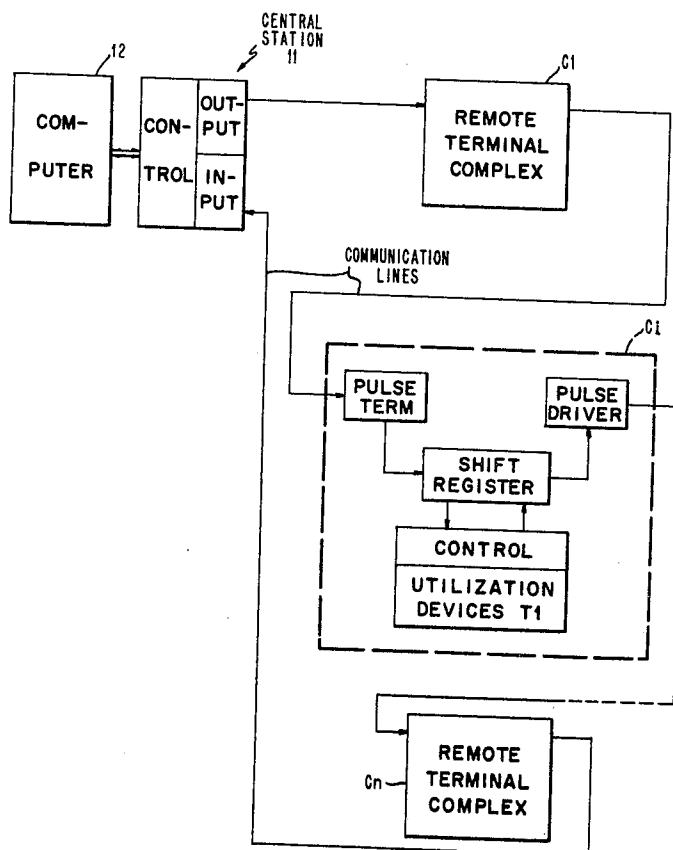 12
COM-
PUTER
CENTRAL
STATION
11
CON-
TROL
OUT-
PUT
IN-
PUT
C1
REMOTE
TERMINAL
COMPLEX
COMMUNICATION
LINES
Ci
PULSE
TERM
PULSE
DRIVER
SHIFT
REGISTER
CONTROL
UTILIZATION
DEVICES T1
Cn
REMOTE
TERMINAL
COMPLEX